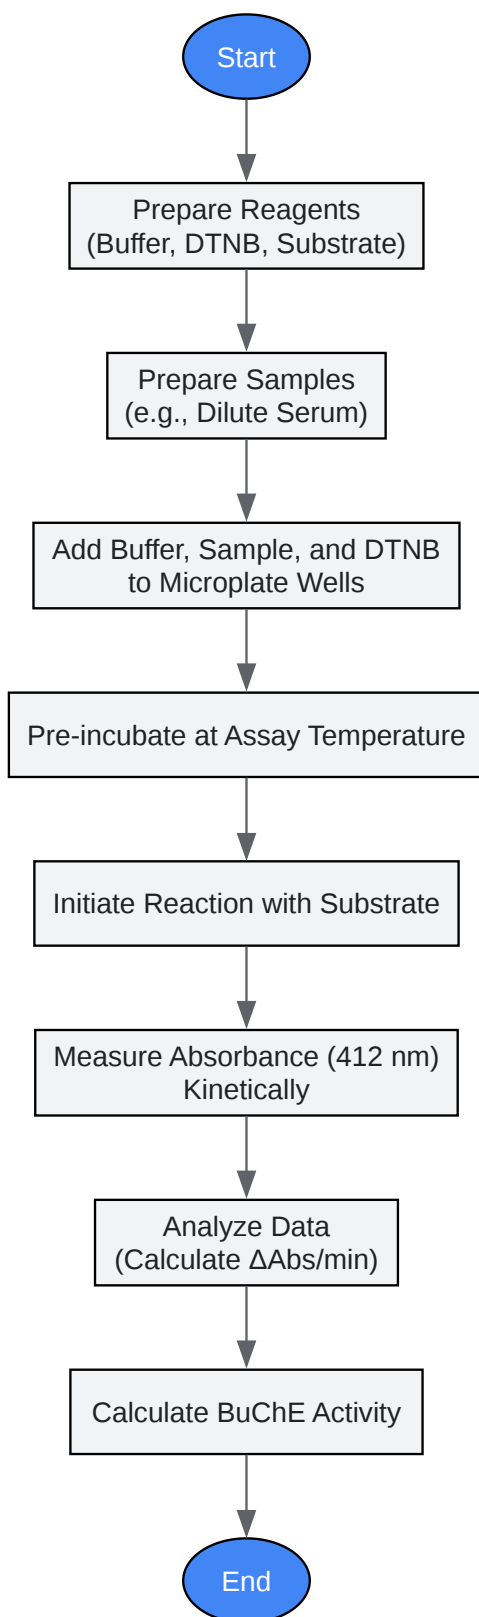 Start
Prepare Reagents
(Buffer, DTNB, Substrate)
Prepare Samples
(e.g., Dilute Serum)
Add Buffer, Sample, and DTNB
to Microplate Wells
Pre-incubate at Assay Temperature
Initiate Reaction with Substrate
Measure Absorbance (412 nm)
Kinetically
Analyze Data
(Calculate ΔAbs/min)
Calculate BuChE Activity
End